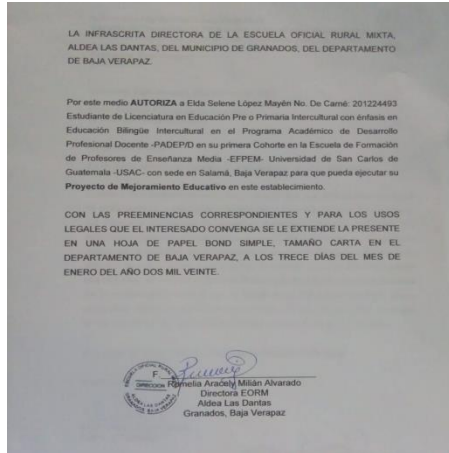 LA INFRASCRITA DIRECTORA DE LA ESCUELA OFICIAL RURAL MIXTA,
ALDEA LAS DANTAS, DEL MUNICIPIO DE GRANADOS, DEL DEPARTAMENTO
DE BAJA VERAPAZ.
Por este medio AUTORIZA a Elda Selene López Mayén No. De Carné: 201224493
Estudiante de Licenciatura en Educación Pre o Primaria Intercultural con énfasis en
Educación Bilingüe Intercultural en el Programa Académico de Desarrollo
Profesional Docente -PADEP/D en su primera Cohorte en la Escuela de Formación
de Profesores de Enseñanza Media -EFPEM- Universidad de San Carlos de
Guatemala -USAC- con sede en Salamá, Baja Verapaz para que pueda ejecutar su
Proyecto de Mejoramiento Educativo en este establecimiento.
CON LAS PREEMINENCIAS CORRESPONDIENTES Y PARA LOS USOS
LEGALES QUE EL INTERESADO CONVENGA SE LE EXTIENDE LA PRESENTE
EN UNA HOJA DE PAPEL BOND SIMPLE, TAMAÑO CARTA EN EL
DEPARTAMENTO DE BAJA VERAPAZ, A LOS TRECE DÍAS DEL MES DE
ENERO DEL AÑO DOS MIL VEINTE.
F.
DIRECCION
Romelia Aracely Milián Alvarado
Directora EORM
Aldea Las Dantas
Granados, Baja Verapaz